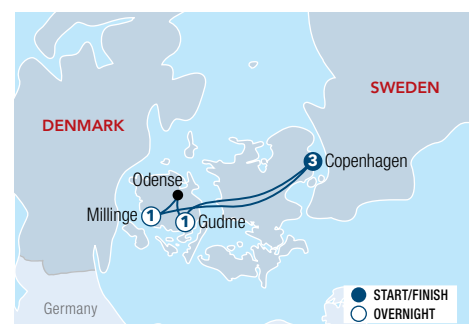 SWEDEN
DENMARK
3 Copenhagen
Odense
Millinge 1
1 Gudme
Germany
START/FINISH
OVERNIGHT